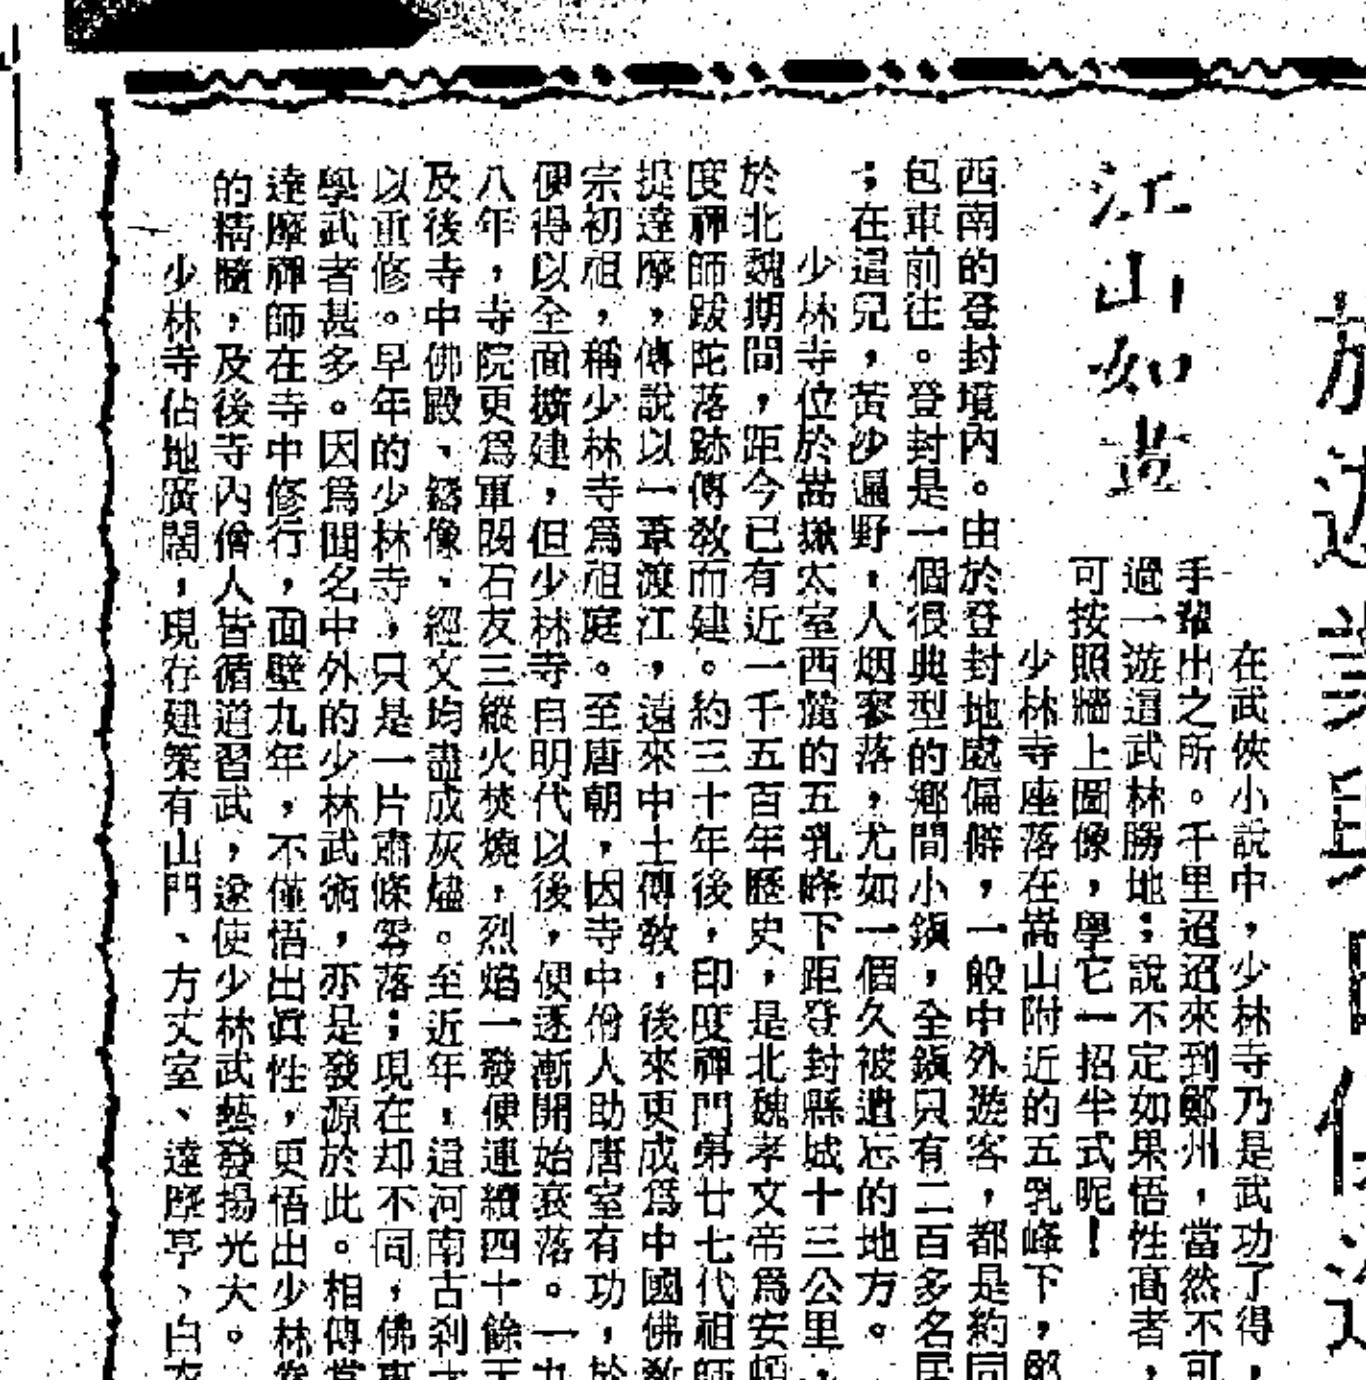 江山如畫
在武俠小說中，少林寺乃是武功了得，
手輩出之所。千里迢迢來到鄭州，當然不可
過一游這武林勝地；說不定如果悟性高者，
可按照牆上圖像，學它一招半式呢！
少林寺座落在嵩山附近的五乳峰下，鄭
西南的登封境內。由於登封地處偏僻，一般中外遊客，都是約同
包車前往。登封是一個很典型的鄉間小鎮，全鎮只有二百多名居
；在這兒，黃沙遍野，人烟寥落，尤如一個久被遺忘的地方。
少林寺位於嵩嶽太室西麓的五乳峰下距登封縣城十三公里，
於北魏期間，距今已有近一千五百年歷史，是北魏孝文帝爲安頓
度禪師跋陀落跡傳教而建。約三十年後，印度禪門第廿七代祖師
提達摩，傳說以一葦渡江，遠來中土傳敎，後來更成爲中國佛敎
宗初祖，稱少林寺爲祖庭。至唐朝，因寺中僧人助唐室有功，於
便得以全面擴建，但少林寺自明代以後，便逐漸開始衰落。一九
八年，寺院更爲軍閥石友三縱火焚燒，烈焰一發便連續四十餘天
及後寺中佛殿、鑄像、經文均盡成灰燼。至近年，這河南古剎才
以重修。早年的少林寺，只是一片肅條零落；現在却不同，佛事
學武者甚多。因爲聞名中外的少林武術，亦是發源於此。相傳當
達摩禪師在寺中修行，面壁九年，不僅悟出眞性，更悟出少林拳
的精髓，及後寺內僧人皆循道習武，遂使少林武藝發揚光大。
少林寺佔地廣闊，現存建築有山門、方丈室、達摩亭、白衣